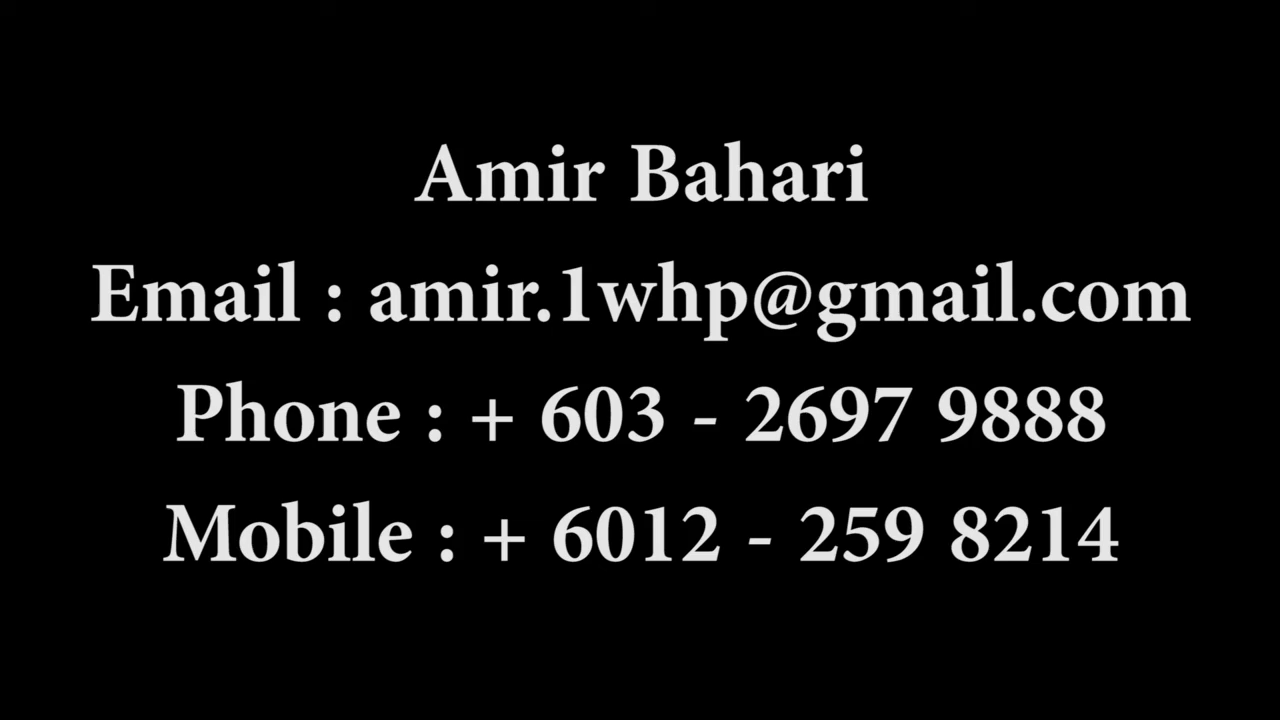 Amir Bahari
Email : amir.1whp@gmail.com
Phone : + 603 - 2697 9888
Mobile : + 6012 - 259 8214